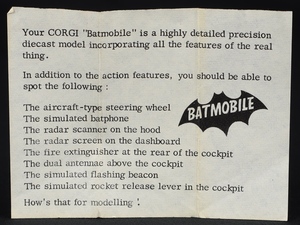 Your CORGI "Batmobile" is a highly detailed precision
diecast model incorporating all the features of the real
thing.
In addition to the action features, you should be able to
spot the following :
The aircraft-type steering wheel
The simulated batphone
The radar scanner on the hood
The radar screen on the dashboard
The fire extinguisher at the rear of the cockpit
The dual antennae above the cockpit
The simulated flashing beacon
The simulated rocket release lever in the cockpit
How's that for modelling !
BATMOBILE